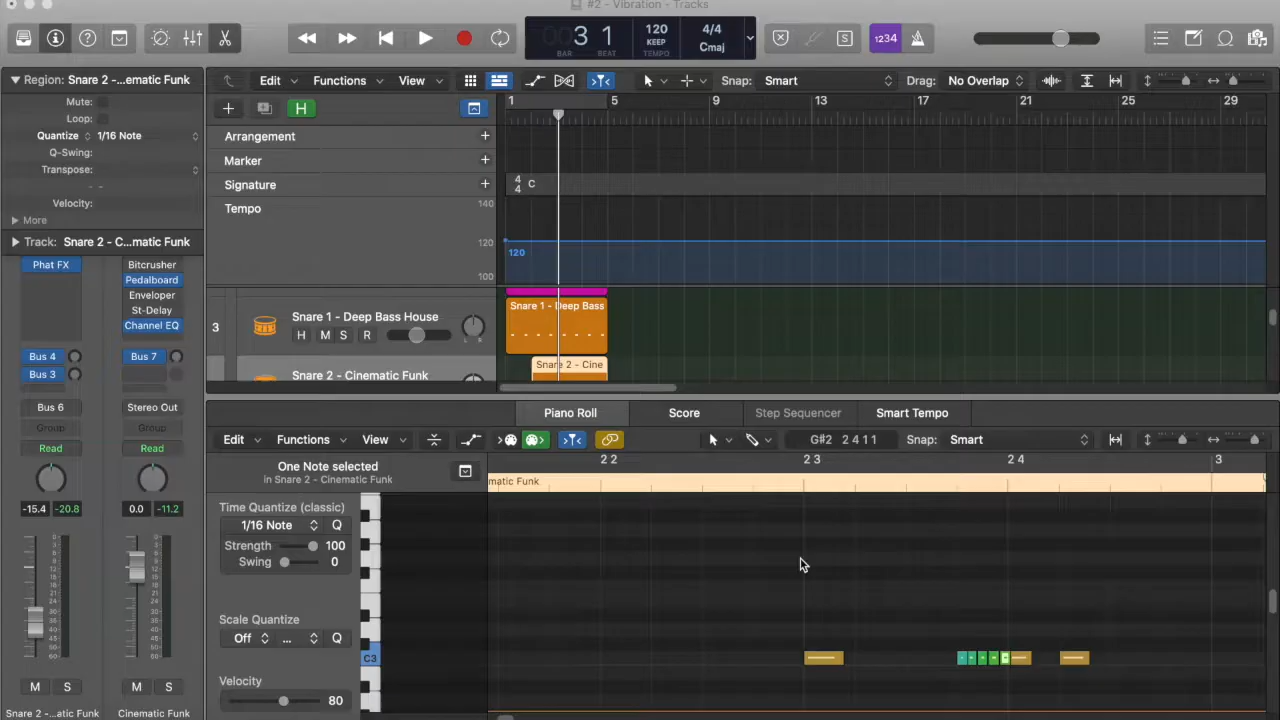 #2 - Vibration - Tracks
003 1
BAR BEAT
120
KEEP
TEMPO
4/4
Cmaj
1234
S
Region: Snare 2 -...ematic Funk
Mute:
Loop:
Quantize 1/16 Note
Q-Swing:
Transpose:
- -
Velocity:
More
Track: Snare 2 - C...matic Funk
Phat FX
Bus 4
Bus 3
Bus 6
Group
Read
-15.4 -20.8
M S
Snare 2 -...atic Funk
Bitcrusher
Pedalboard
Enveloper
St-Delay
Channel EQ
Bus 7
Stereo Out
Group
Read
0.0 -11.2
M S
Cinematic Funk
Edit Functions View
Snap: Smart
Drag: No Overlap
H
1 5 9 13 17 21 25 29
Arrangement +
Marker +
Signature +
4
4 C
Tempo
140
120
100
120
3
Snare 1 - Deep Bass House
H M S R
Snare 1 - Deep Bass
Snare 2 - Cinematic Funk
Snare 2 - Cine
Piano Roll Score Step Sequencer Smart Tempo
Edit Functions View
G#2 2 4 1 1
Snap: Smart
One Note selected
in Snare 2 - Cinematic Funk
2 2 2 3 2 4 3
matic Funk
Time Quantize (classic)
1/16 Note Q
Strength 100
Swing 0
Scale Quantize
Off ... Q
Velocity
80
C3